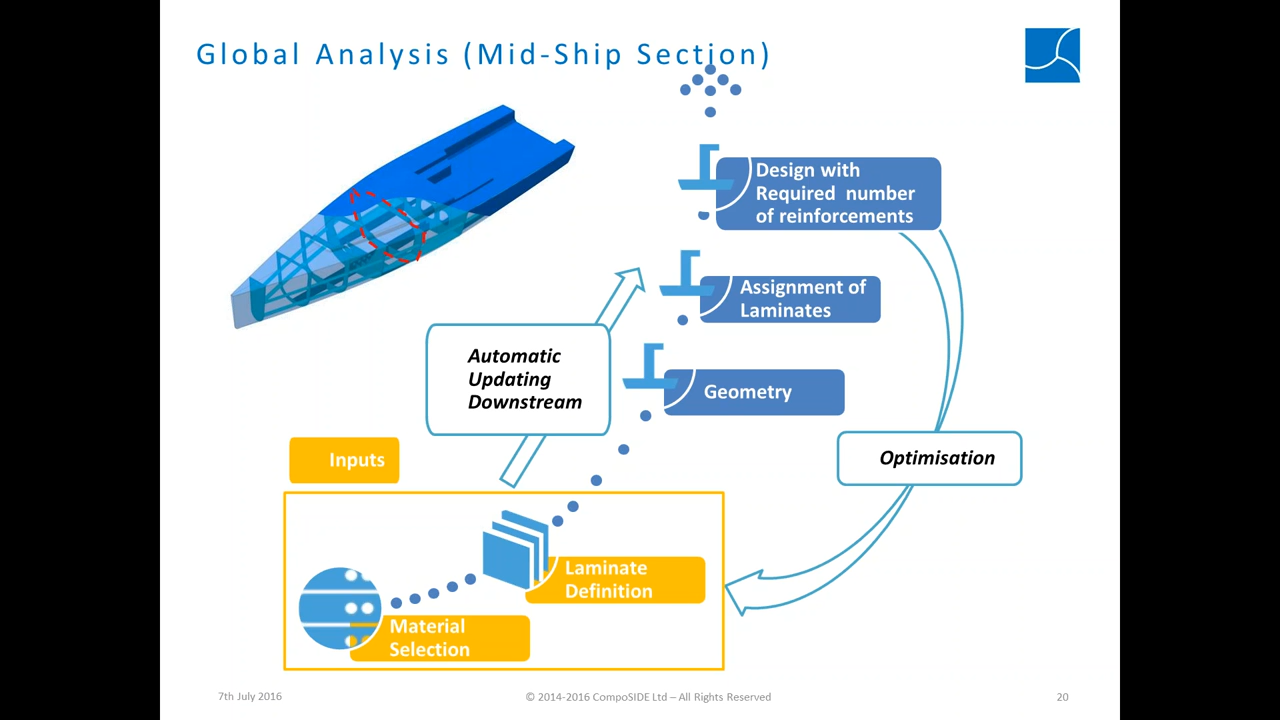 Global Analysis (Mid-Ship Section)
Design with
Required number
of reinforcements
Assignment of
Laminates
Automatic
Updating
Downstream
Geometry
Inputs
Optimisation
Laminate
Definition
Material
Selection
7th July 2016
© 2014-2016 CompoSIDE Ltd – All Rights Reserved
20